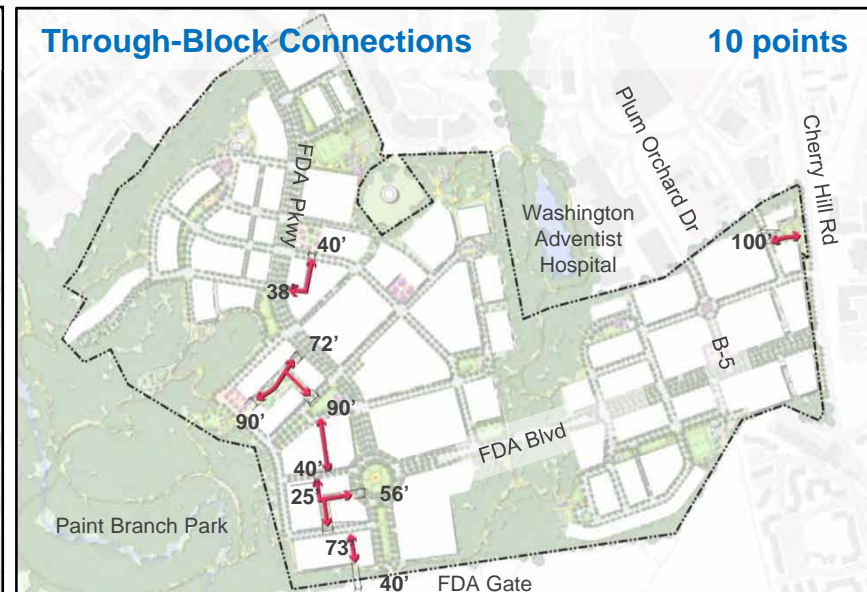 Through-Block Connections 10 points
Plum Orchard Dr
Cherry Hill Rd
FDA Pkwy
Washington
Adventist
Hospital
40'
100'
38'
72'
B-5
90'
90'
FDA Blvd
40'
25'
56'
Paint Branch Park
73'
40'
FDA Gate